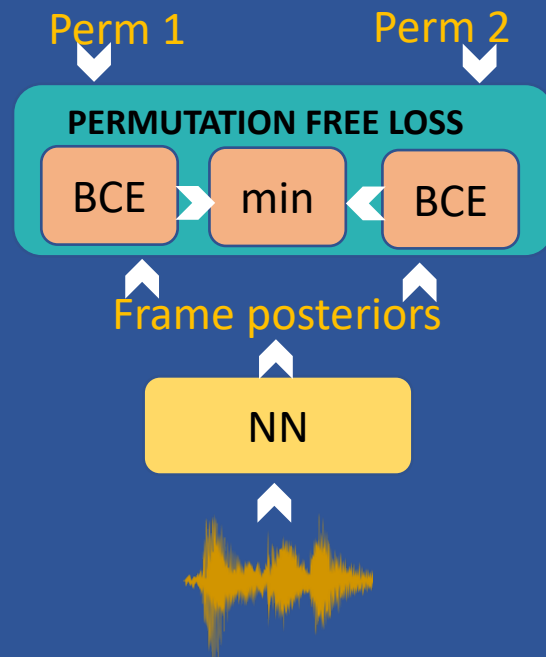 Perm 1 Perm 2
PERMUTATION FREE LOSS
BCE min BCE
Frame posteriors
NN